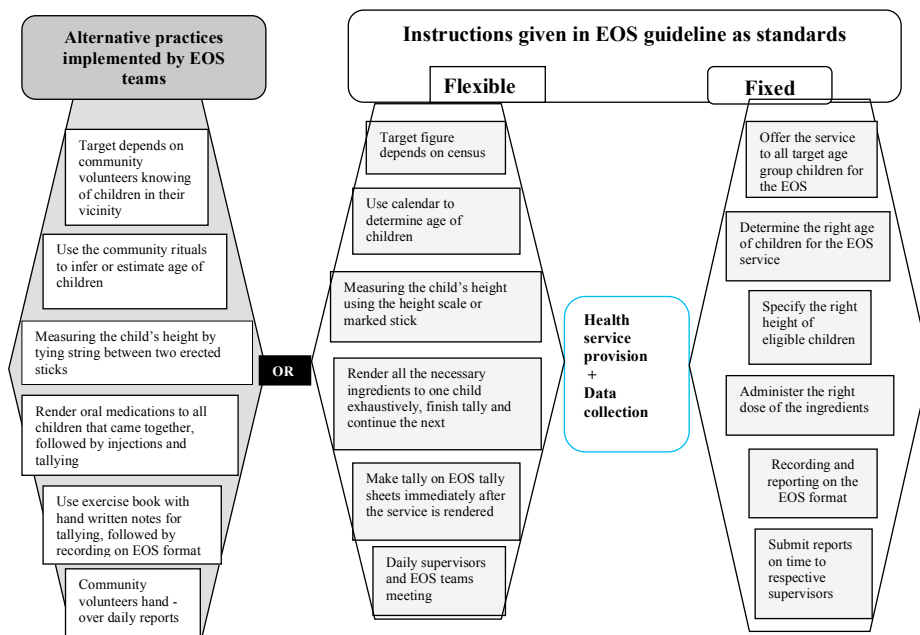 Alternative practices
implemented by EOS
teams
Target depends on
community
volunteers knowing
of children in their
vicinity
Use the community rituals
to infer or estimate age of
children
Measuring the child's height by
tying string between two erected
sticks
Render oral medications to all
children that came together,
followed by injections and
tallying
Use exercise book with
hand written notes for
tallying, followed by
recording on EOS format
Community
volunteers hand -
over daily reports
OR
Instructions given in EOS guideline as standards
Flexible
Target figure
depends on census
Use calendar to
determine age of
children
Measuring the child's height
using the height scale or
marked stick
Render all the necessary
ingredients to one child
exhaustively, finish tally and
continue the next
Make tally on EOS tally
sheets immediately after
the service is rendered
Daily supervisors
and EOS teams
meeting
Health
service
provision
+
Data
collection
Fixed
Offer the service
to all target age
group children for
the EOS
Determine the right age
of children for the EOS
service
Specify the right
height of
eligible children
Administer the right
dose of the ingredients
Recording and
reporting on the
EOS format
Submit reports
on time to
respective
supervisors